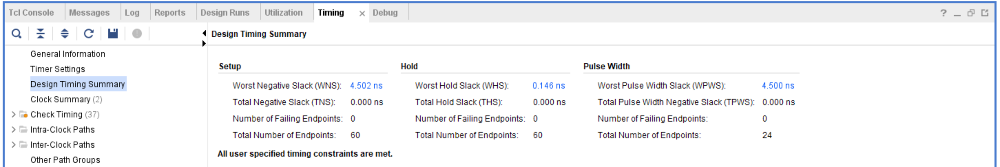 Tcl Console Messages Log Reports Design Runs Utilization Timing × Debug ? _
Design Timing Summary
General Information
Timer Settings
Design Timing Summary
Clock Summary (2)
Check Timing (37)
Intra-Clock Paths
Inter-Clock Paths
Other Path Groups
Setup
Worst Negative Slack (WNS): 4.502 ns
Total Negative Slack (TNS): 0.000 ns
Number of Failing Endpoints: 0
Total Number of Endpoints: 60
Hold
Worst Hold Slack (WHS): 0.146 ns
Total Hold Slack (THS): 0.000 ns
Number of Failing Endpoints: 0
Total Number of Endpoints: 60
Pulse Width
Worst Pulse Width Slack (WPWS): 4.500 ns
Total Pulse Width Negative Slack (TPWS): 0.000 ns
Number of Failing Endpoints: 0
Total Number of Endpoints: 24
All user specified timing constraints are met.